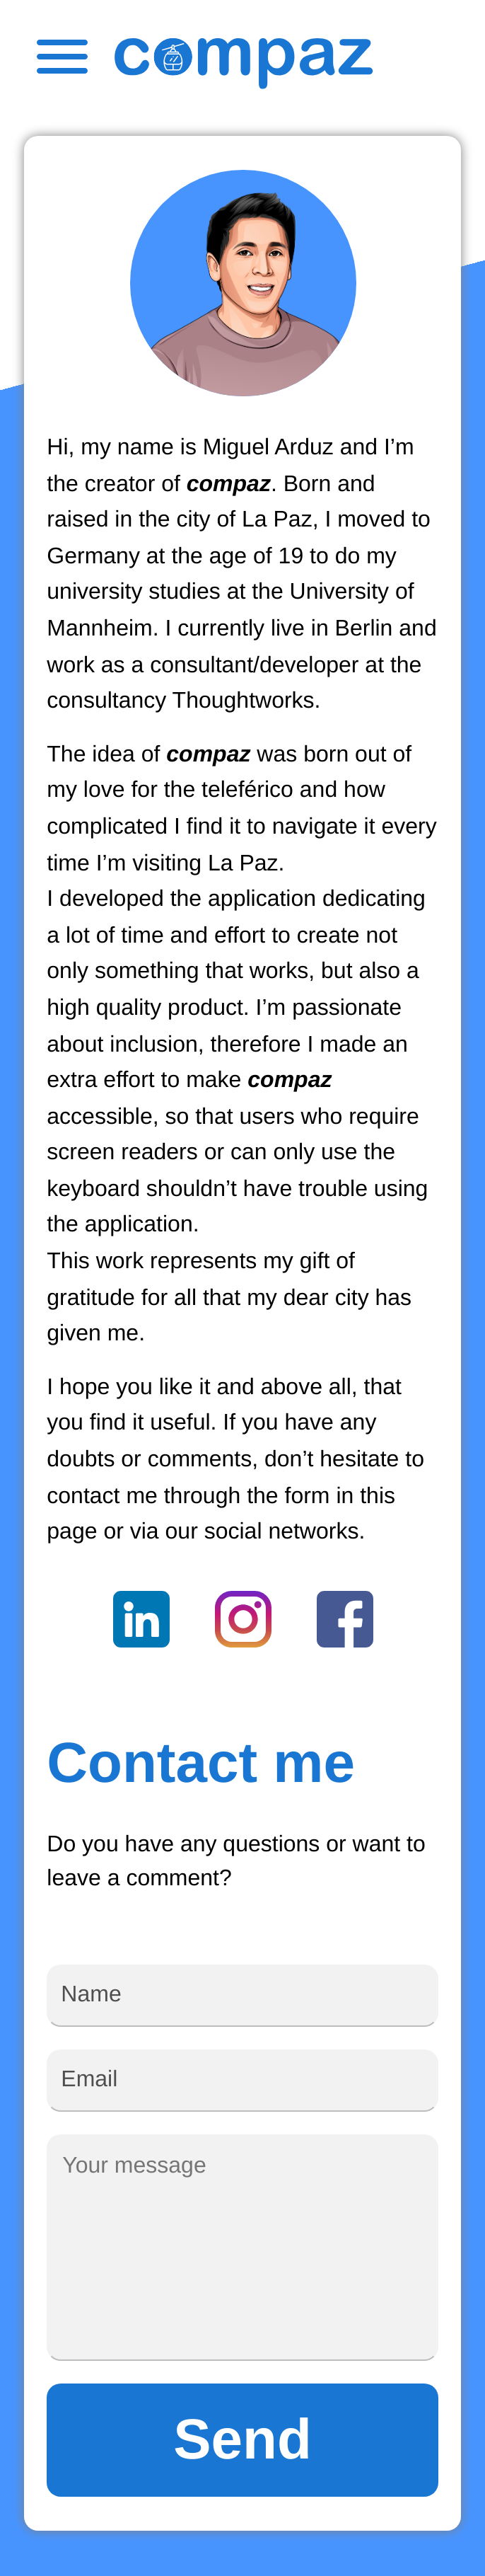 compaz
Hi, my name is Miguel Arduz and I’m
the creator of compaz. Born and
raised in the city of La Paz, I moved to
Germany at the age of 19 to do my
university studies at the University of
Mannheim. I currently live in Berlin and
work as a consultant/developer at the
consultancy Thoughtworks.
The idea of compaz was born out of
my love for the teleférico and how
complicated I find it to navigate it every
time I’m visiting La Paz.
I developed the application dedicating
a lot of time and effort to create not
only something that works, but also a
high quality product. I’m passionate
about inclusion, therefore I made an
extra effort to make compaz
accessible, so that users who require
screen readers or can only use the
keyboard shouldn’t have trouble using
the application.
This work represents my gift of
gratitude for all that my dear city has
given me.
I hope you like it and above all, that
you find it useful. If you have any
doubts or comments, don’t hesitate to
contact me through the form in this
page or via our social networks.
in f
Contact me
Do you have any questions or want to
leave a comment?
Name
Email
Your message
Send